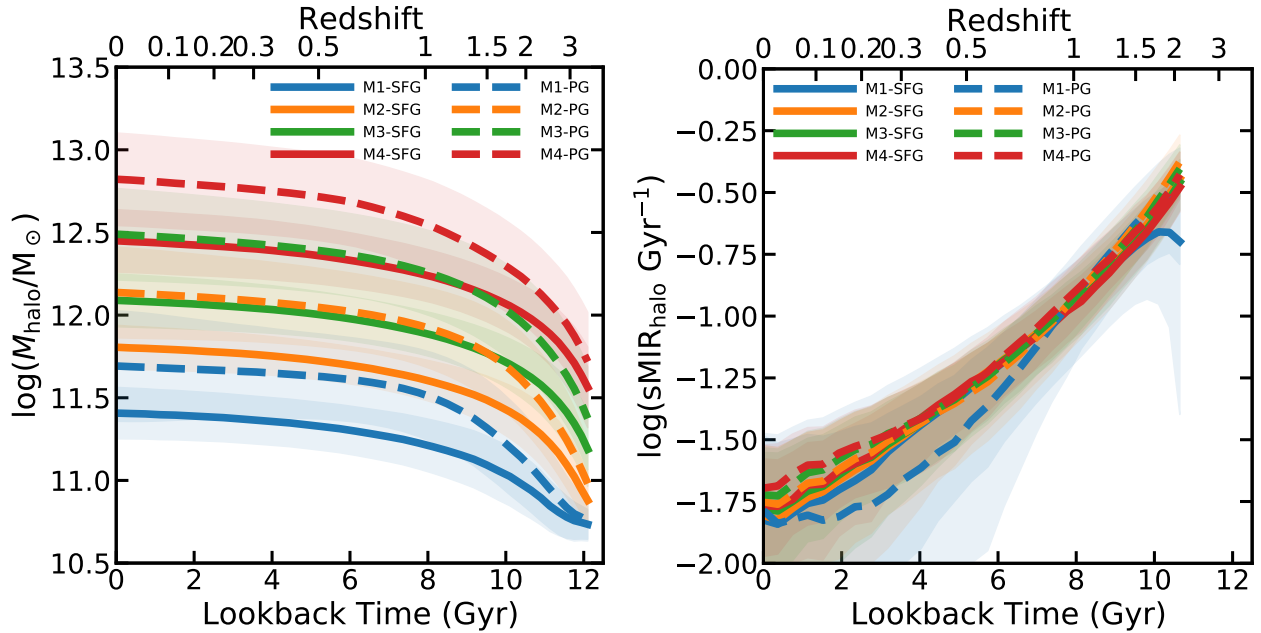 Redshift
0 0.1 0.2 0.3 0.5 1 1.5 2 3
13.5
13.0
12.5
12.0
11.5
11.0
10.5
log(M_halo/M⊙)
M1-SFG M1-PG
M2-SFG M2-PG
M3-SFG M3-PG
M4-SFG M4-PG
0 2 4 6 8 10 12
Lookback Time (Gyr)
Redshift
0 0.1 0.2 0.3 0.5 1 1.5 2 3
0.00
−0.25
−0.50
−0.75
−1.00
−1.25
−1.50
−1.75
−2.00
log(sMIR_halo Gyr⁻¹)
M1-SFG M1-PG
M2-SFG M2-PG
M3-SFG M3-PG
M4-SFG M4-PG
0 2 4 6 8 10 12
Lookback Time (Gyr)